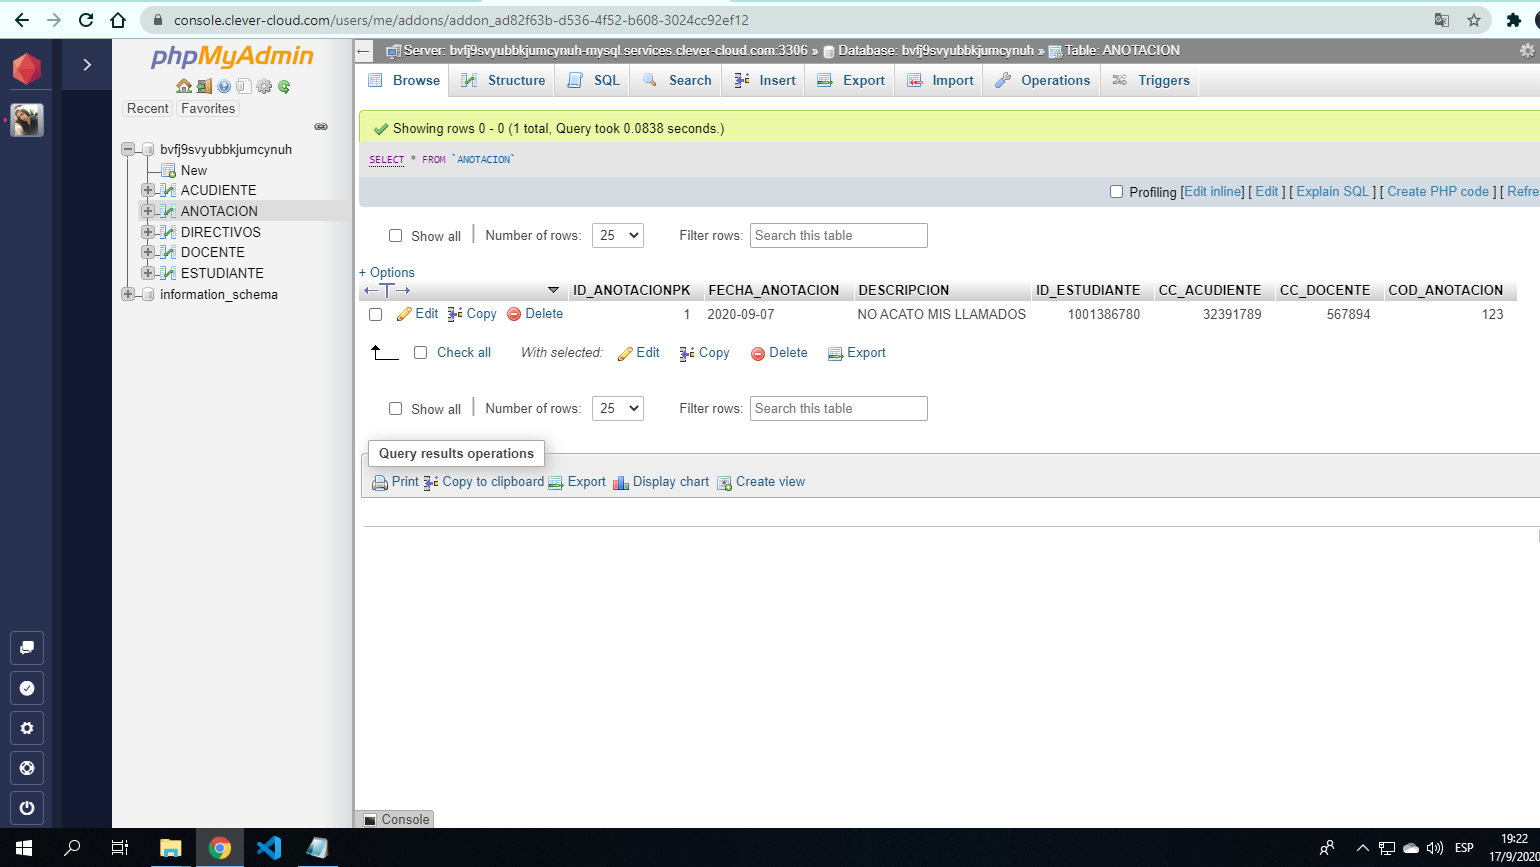 console.clever-cloud.com/users/me/addons/addon_ad82f63b-d536-4f52-b608-3024cc92ef12
phpMyAdmin
Recent Favorites
bvfj9svyubbkjumcynuh
New
ACUDIENTE
ANOTACION
DIRECTIVOS
DOCENTE
ESTUDIANTE
information_schema
Server: bvfj9svyubbkjumcynuh-mysql.services.clever-cloud.com:3306 » Database: bvfj9svyubbkjumcynuh » Table: ANOTACION
Browse Structure SQL Search Insert Export Import Operations Triggers
Showing rows 0 - 0 (1 total, Query took 0.0838 seconds.)
SELECT * FROM `ANOTACION`
Profiling [Edit inline] [ Edit ] [ Explain SQL ] [ Create PHP code ] [ Refre
Show all | Number of rows: 25 Filter rows: Search this table
+ Options
←T→ ID_ANOTACIONPK FECHA_ANOTACION DESCRIPCION ID_ESTUDIANTE CC_ACUDIENTE CC_DOCENTE COD_ANOTACION
Edit Copy Delete 1 2020-09-07 NO ACATO MIS LLAMADOS 1001386780 32391789 567894 123
Check all With selected: Edit Copy Delete Export
Show all | Number of rows: 25 Filter rows: Search this table
Query results operations
Print Copy to clipboard Export Display chart Create view
Console
ESP
19:22
17/9/2020